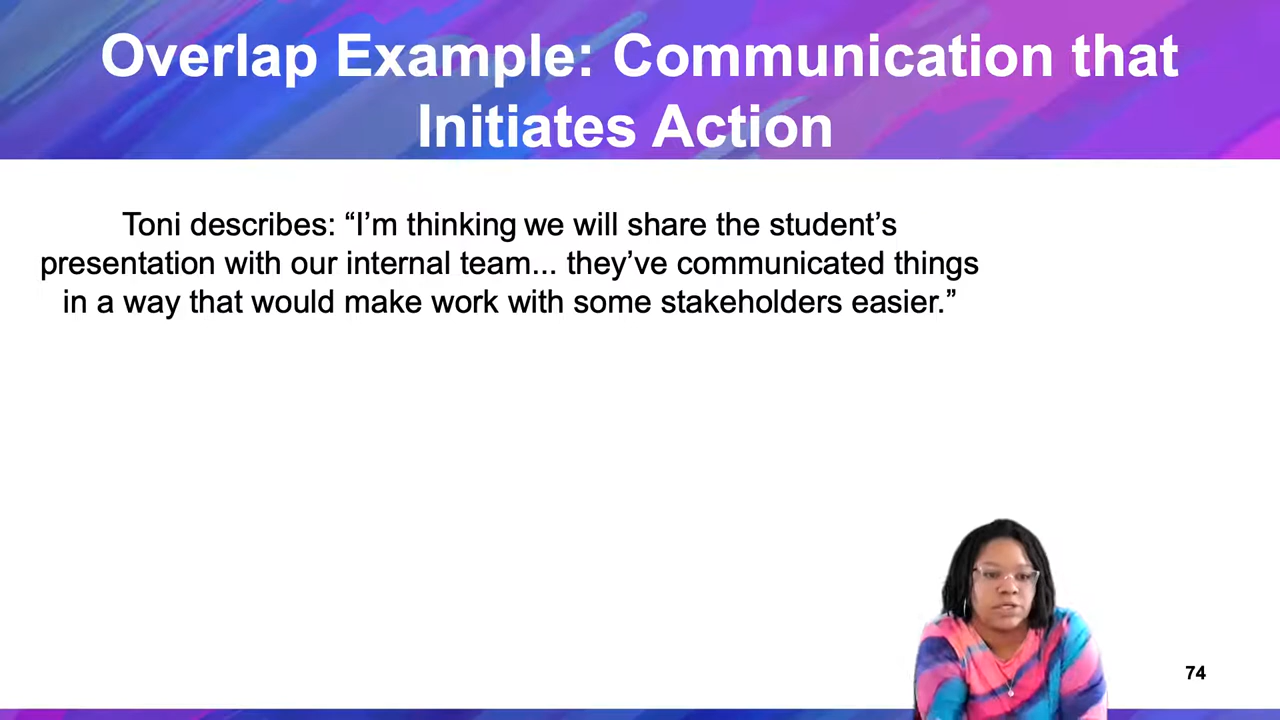 Overlap Example: Communication that
Initiates Action
Toni describes: “I’m thinking we will share the student’s
presentation with our internal team... they’ve communicated things
in a way that would make work with some stakeholders easier.”
74